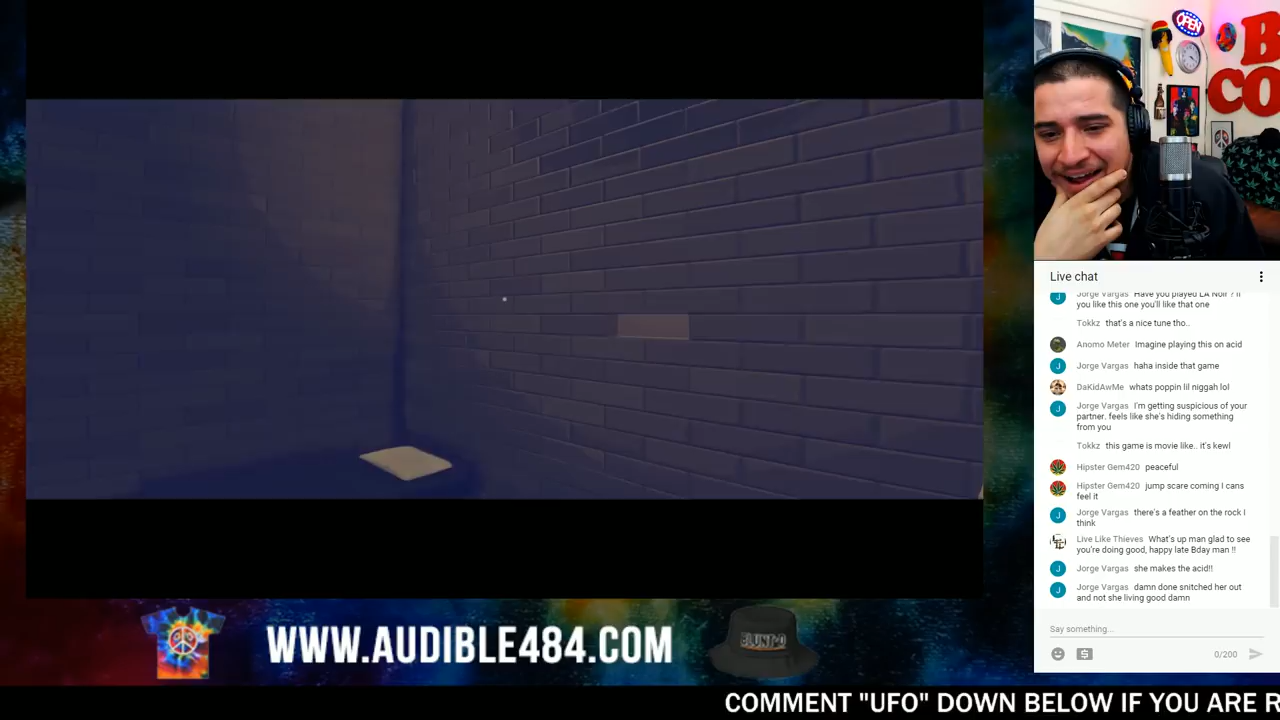 OPEN
B
CO
Live chat
Jorge Vargas Have you played LA Noir ? If
you like this one you'll like that one
Tokkz that's a nice tune tho..
Anomo Meter Imagine playing this on acid
Jorge Vargas haha inside that game
DaKidAwMe whats poppin lil niggah lol
Jorge Vargas I'm getting suspicious of your
partner. feels like she's hiding something
from you
Tokkz this game is movie like.. it's kewl
Hipster Gem420 peaceful
Hipster Gem420 jump scare coming I cans
feel it
Jorge Vargas there's a feather on the rock I
think
Live Like Thieves What's up man glad to see
you're doing good, happy late Bday man !!
Jorge Vargas she makes the acid!!
Jorge Vargas damn done snitched her out
and not she living good damn
Say something...
0/200
WWW.AUDIBLE484.COM
COMMENT "UFO" DOWN BELOW IF YOU ARE R